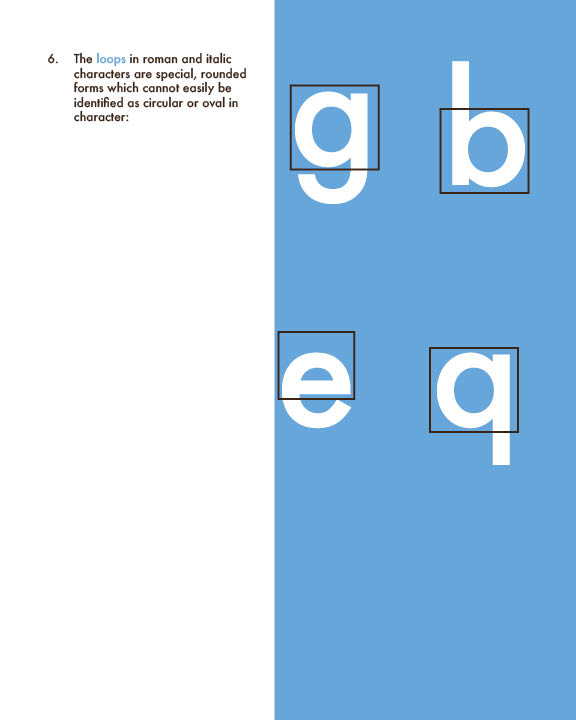 6. The loops in roman and italic
characters are special, rounded
forms which cannot easily be
identified as circular or oval in
character:
g b
e q